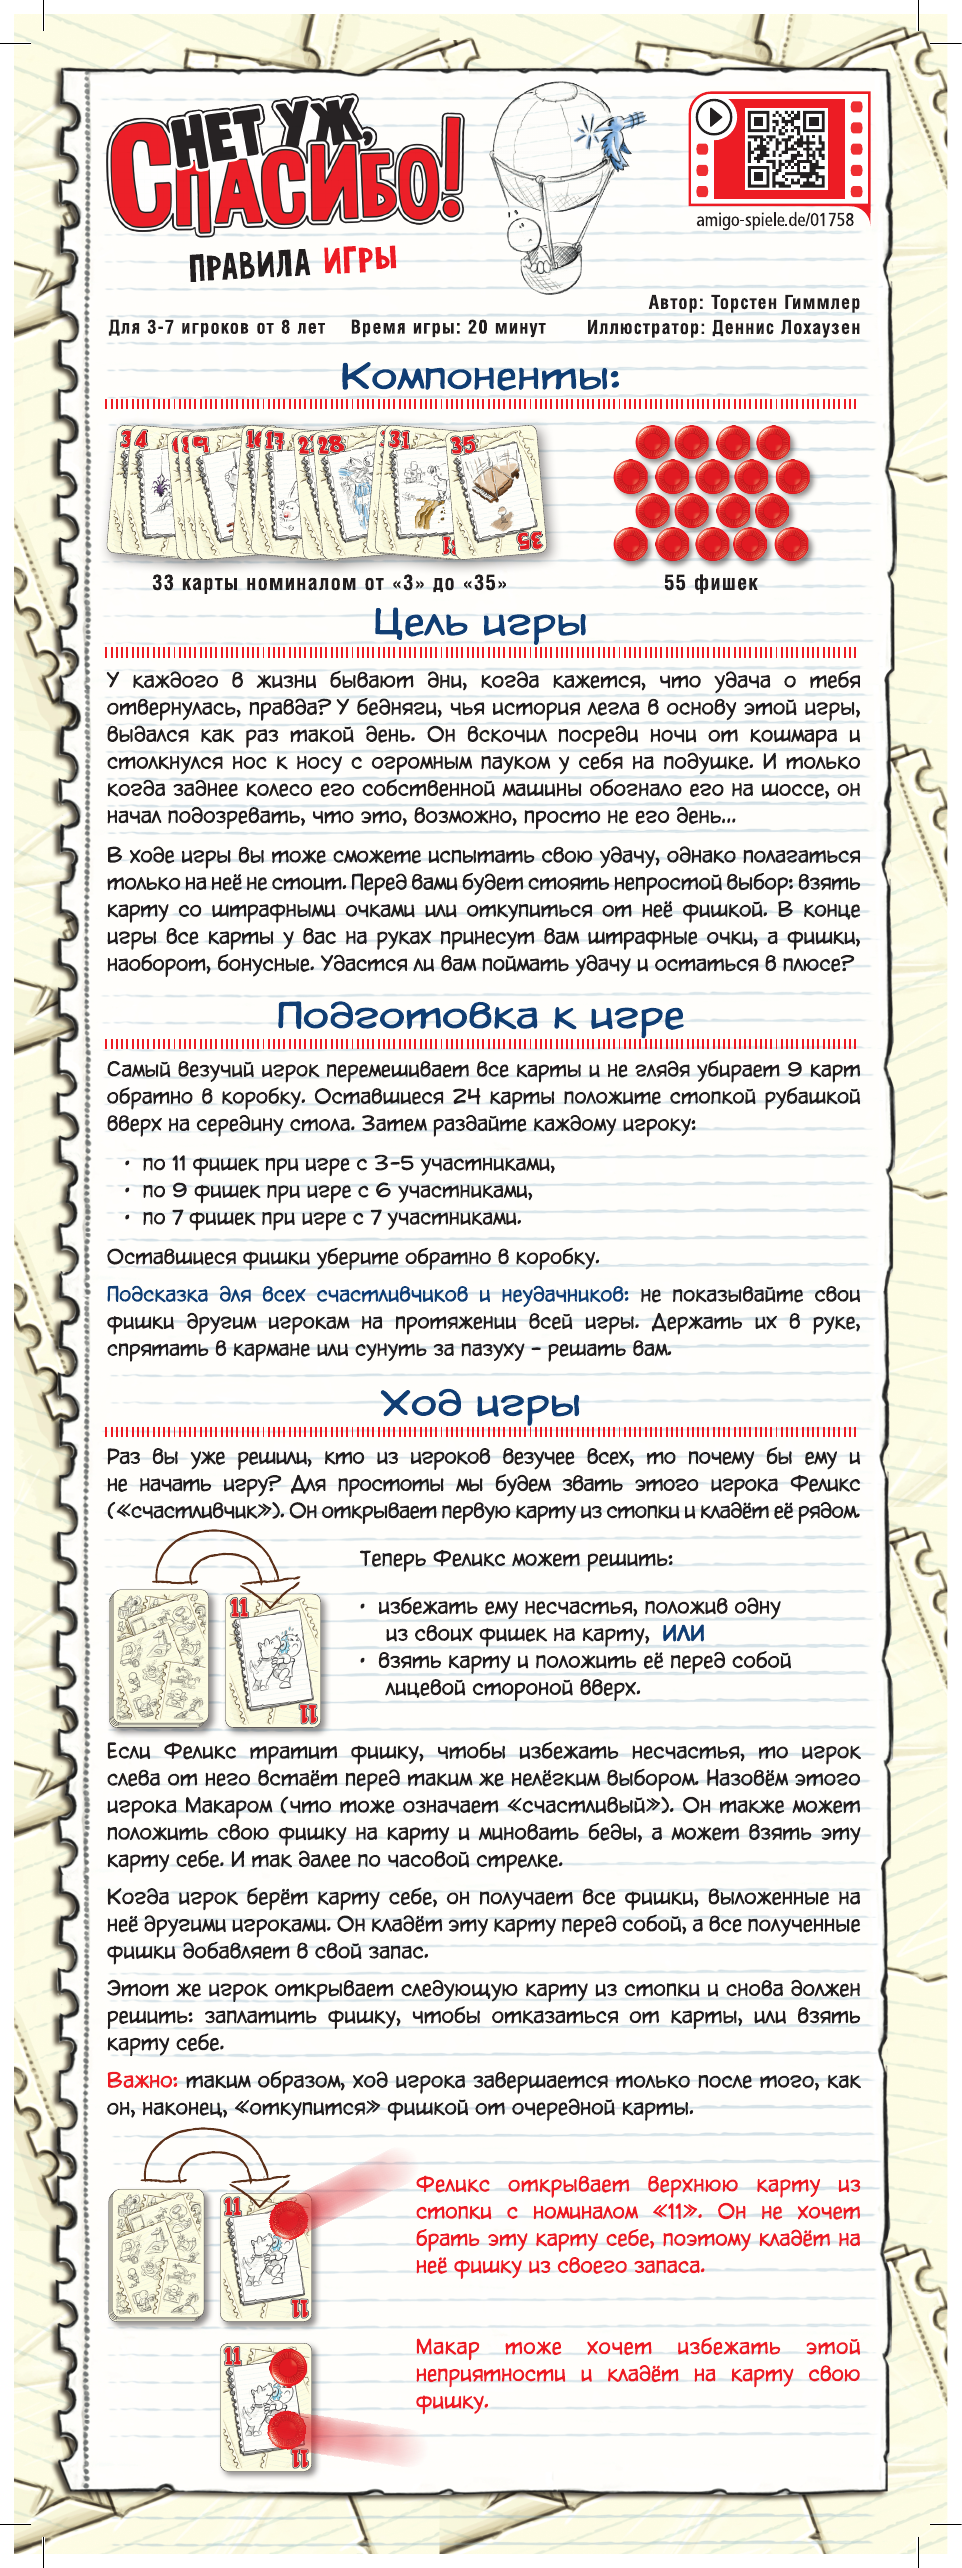 НЕТ УЖ,
СПАСИБО!
ПРАВИЛА ИГРЫ
amigo-spiele.de/01758
Автор: Торстен Гиммлер
Для 3-7 игроков от 8 лет Время игры: 20 минут Иллюстратор: Деннис Лохаузен
Компоненты:
3 4 9 16 17 28 31 35
35
33 карты номиналом от «3» до «35» 55 фишек
Цель игры
У каждого в жизни бывают дни, когда кажется, что удача о тебя
отвернулась, правда? У бедняги, чья история легла в основу этой игры,
выдался как раз такой день. Он вскочил посреди ночи от кошмара и
столкнулся нос к носу с огромным пауком у себя на подушке. И только
когда заднее колесо его собственной машины обогнало его на шоссе, он
начал подозревать, что это, возможно, просто не его день...
В ходе игры вы тоже сможете испытать свою удачу, однако полагаться
только на неё не стоит. Перед вами будет стоять непростой выбор: взять
карту со штрафными очками или откупиться от неё фишкой. В конце
игры все карты у вас на руках принесут вам штрафные очки, а фишки,
наоборот, бонусные. Удастся ли вам поймать удачу и остаться в плюсе?
Подготовка к игре
Самый везучий игрок перемешивает все карты и не глядя убирает 9 карт
обратно в коробку. Оставшиеся 24 карты положите стопкой рубашкой
вверх на середину стола. Затем раздайте каждому игроку:
• по 11 фишек при игре с 3-5 участниками,
• по 9 фишек при игре с 6 участниками,
• по 7 фишек при игре с 7 участниками.
Оставшиеся фишки уберите обратно в коробку.
Подсказка для всех счастливчиков и неудачников: не показывайте свои
фишки другим игрокам на протяжении всей игры. Держать их в руке,
спрятать в кармане или сунуть за пазуху – решать вам.
Ход игры
Раз вы уже решили, кто из игроков везучее всех, то почему бы ему и
не начать игру? Для простоты мы будем звать этого игрока Феликс
(«счастливчик»). Он открывает первую карту из стопки и кладёт её рядом.
Теперь Феликс может решить:
11
• избежать ему несчастья, положив одну
из своих фишек на карту, ИЛИ
• взять карту и положить её перед собой
лицевой стороной вверх.
11
Если Феликс тратит фишку, чтобы избежать несчастья, то игрок
слева от него встаёт перед таким же нелёгким выбором. Назовём этого
игрока Макаром (что тоже означает «счастливый»). Он также может
положить свою фишку на карту и миновать беды, а может взять эту
карту себе. И так далее по часовой стрелке.
Когда игрок берёт карту себе, он получает все фишки, выложенные на
неё другими игроками. Он кладёт эту карту перед собой, а все полученные
фишки добавляет в свой запас.
Этот же игрок открывает следующую карту из стопки и снова должен
решить: заплатить фишку, чтобы отказаться от карты, или взять
карту себе.
Важно: таким образом, ход игрока завершается только после того, как
он, наконец, «откупится» фишкой от очередной карты.
11
Феликс открывает верхнюю карту из
стопки с номиналом «11». Он не хочет
брать эту карту себе, поэтому кладёт на
неё фишку из своего запаса.
11
11
Макар тоже хочет избежать этой
неприятности и кладёт на карту свою
фишку.
11